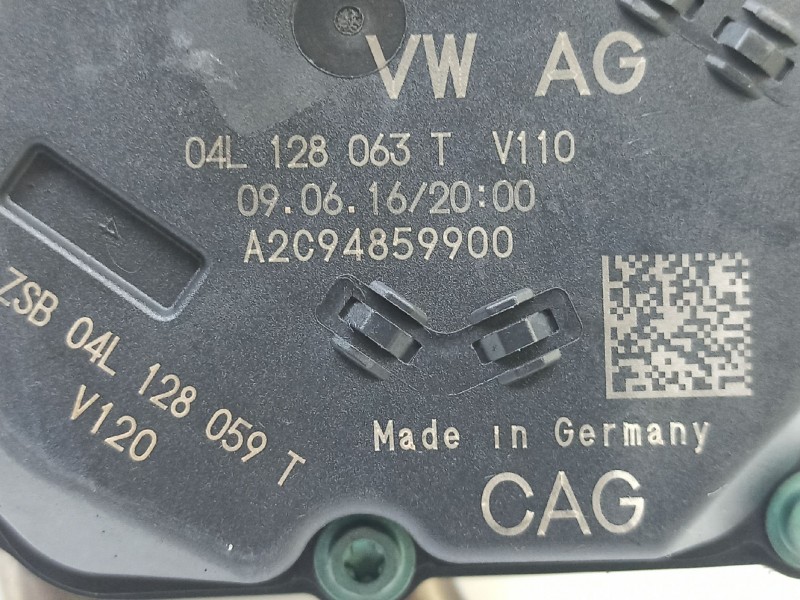 VW AG
04L 128 063 T V110
09.06.16/20:00
A2C94859900
ZSB 04L 128 059 T
V120
Made in Germany
CAG